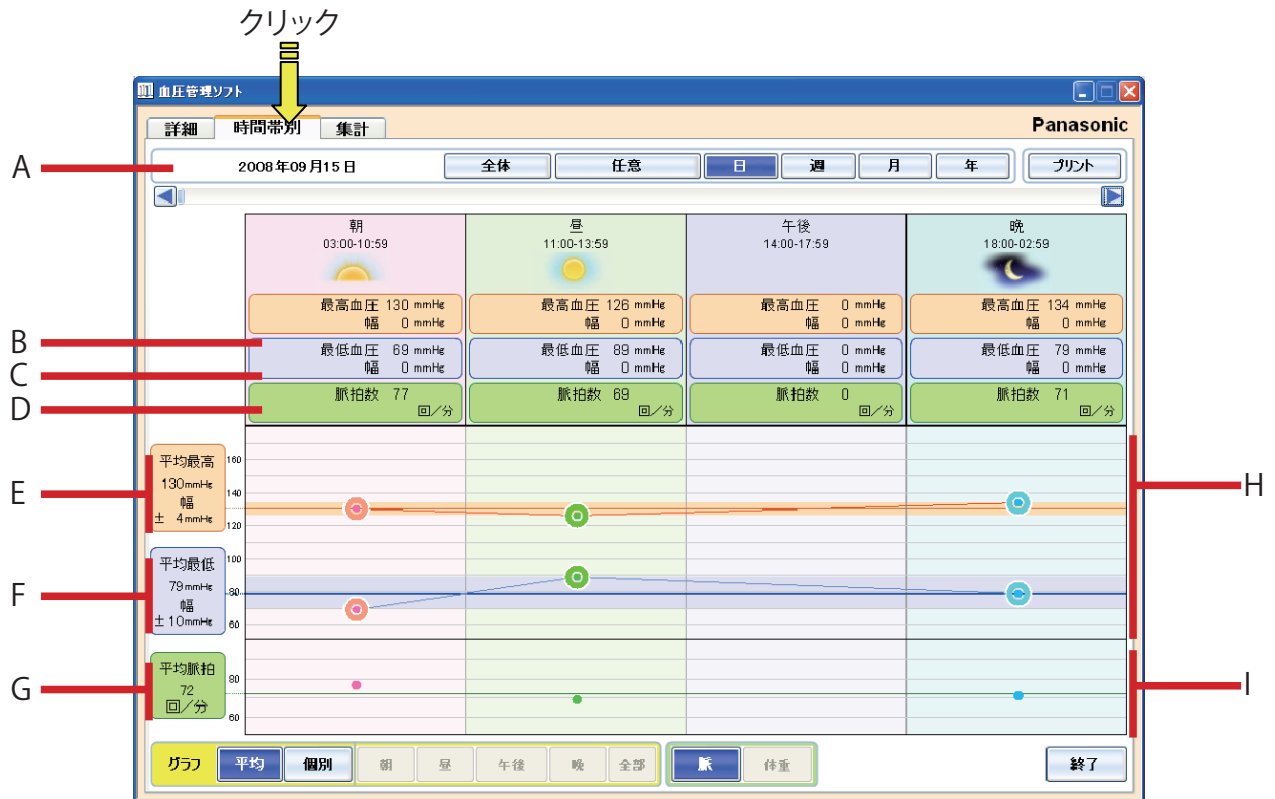 クリック
血圧管理ソフト
詳細 時間帯別 集計 Panasonic
A
2008年09月15日 全体 任意 日 週 月 年 プリント
朝 昼 午後 晩
03:00-10:59 11:00-13:59 14:00-17:59 18:00-02:59
最高血圧 130 mmHg 最高血圧 126 mmHg 最高血圧 0 mmHg 最高血圧 134 mmHg
幅 0 mmHg 幅 0 mmHg 幅 0 mmHg 幅 0 mmHg
B
最低血圧 69 mmHg 最低血圧 89 mmHg 最低血圧 0 mmHg 最低血圧 79 mmHg
幅 0 mmHg 幅 0 mmHg 幅 0 mmHg 幅 0 mmHg
C
脈拍数 77 脈拍数 69 脈拍数 0 脈拍数 71
回/分 回/分 回/分 回/分
D
平均最高 160
130mmHg
E 幅 140 H
± 4mmHg 120
平均最低 100
79mmHg 80
F 幅
±10mmHg 60
平均脈拍
G 72 80 I
回/分
60
グラフ 平均 個別 朝 昼 午後 晩 全部 脈 体重 終了